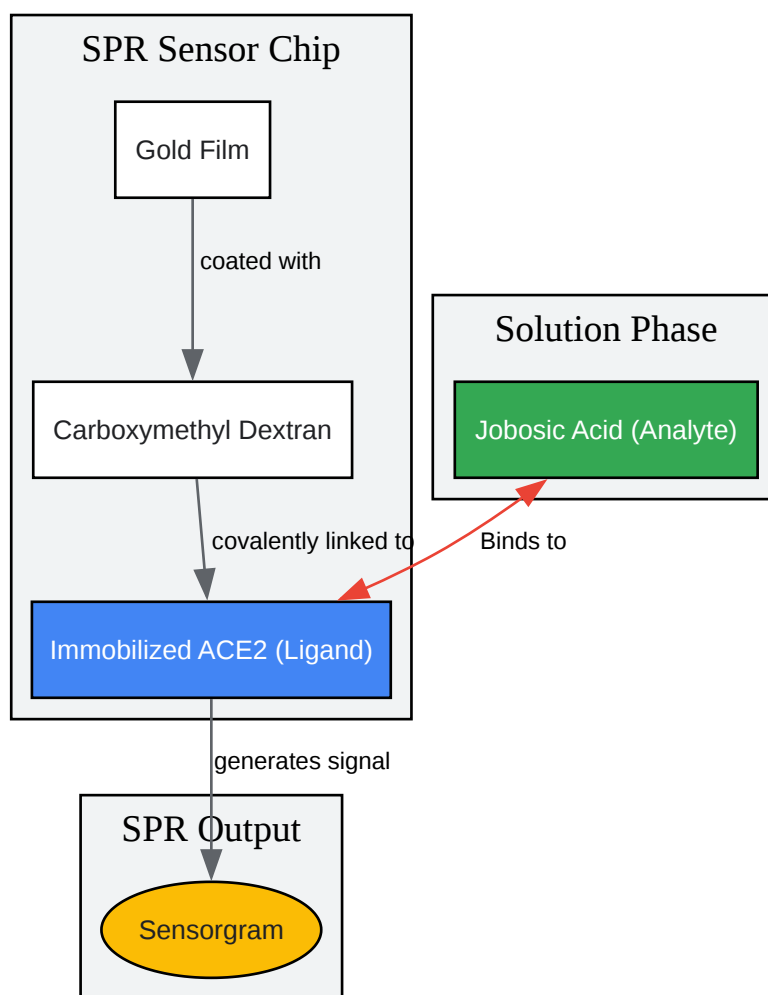 SPR Sensor Chip
Gold Film
coated with
Solution Phase
Carboxymethyl Dextran
Jobosic Acid (Analyte)
covalently linked to
Binds to
Immobilized ACE2 (Ligand)
generates signal
SPR Output
Sensorgram